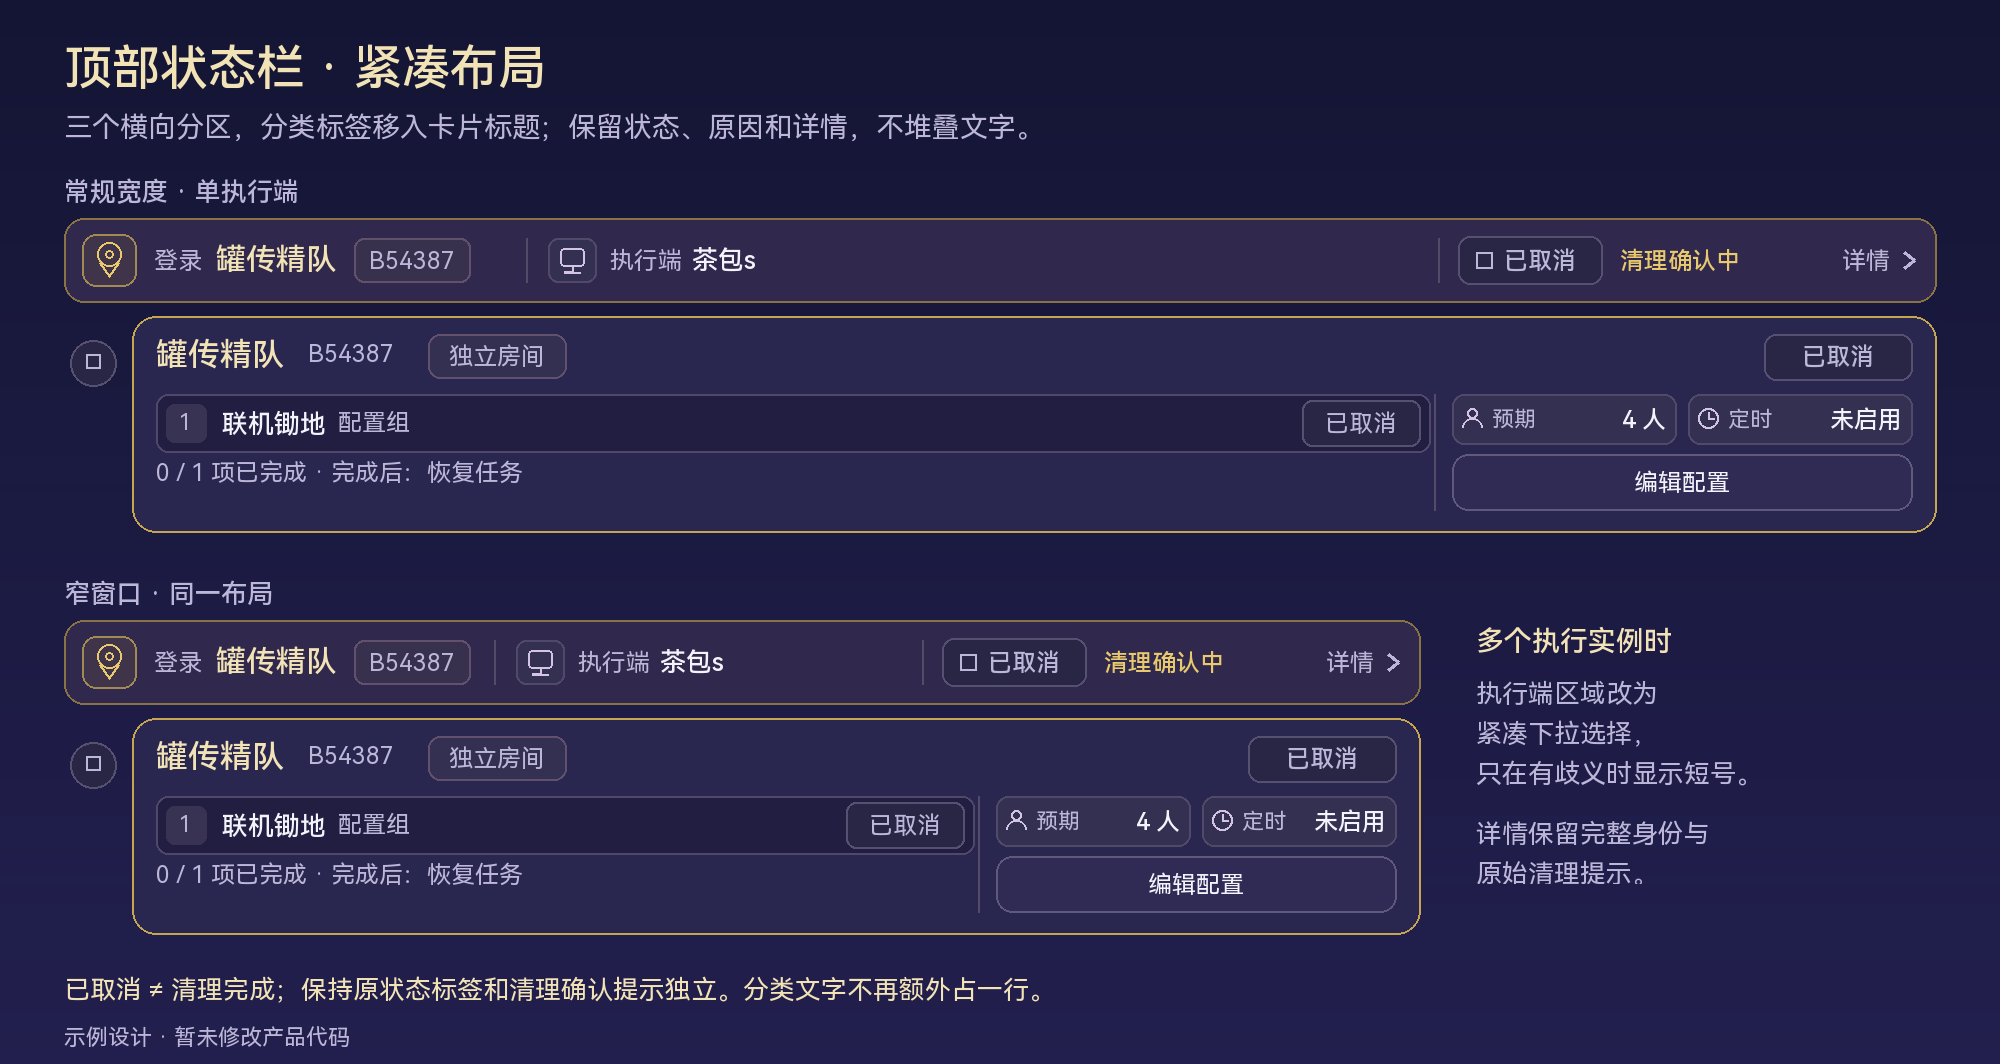 顶部状态栏 · 紧凑布局
三个横向分区，分类标签移入卡片标题；保留状态、原因和详情，不堆叠文字。
常规宽度 · 单执行端
登录 罐传精队 B54387 执行端 茶包s 已取消 清理确认中 详情
罐传精队 B54387 独立房间 已取消
1 联机锄地 配置组 已取消 预期 4 人 定时 未启用
0 / 1 项已完成 · 完成后：恢复任务 编辑配置
窄窗口 · 同一布局
登录 罐传精队 B54387 执行端 茶包s 已取消 清理确认中 详情
罐传精队 B54387 独立房间 已取消
1 联机锄地 配置组 已取消 预期 4 人 定时 未启用
0 / 1 项已完成 · 完成后：恢复任务 编辑配置
多个执行实例时
执行端区域改为
紧凑下拉选择，
只在有歧义时显示短号。
详情保留完整身份与
原始清理提示。
已取消 ≠ 清理完成；保持原状态标签和清理确认提示独立。分类文字不再额外占一行。
示例设计 · 暂未修改产品代码